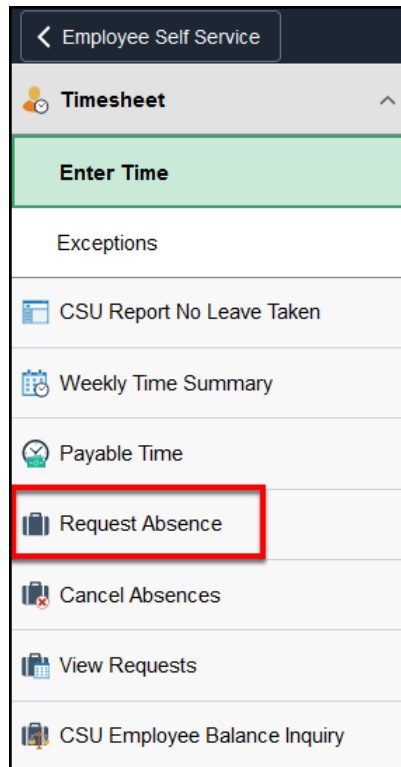 Employee Self Service
Timesheet
Enter Time
Exceptions
CSU Report No Leave Taken
Weekly Time Summary
Payable Time
Request Absence
Cancel Absences
View Requests
CSU Employee Balance Inquiry